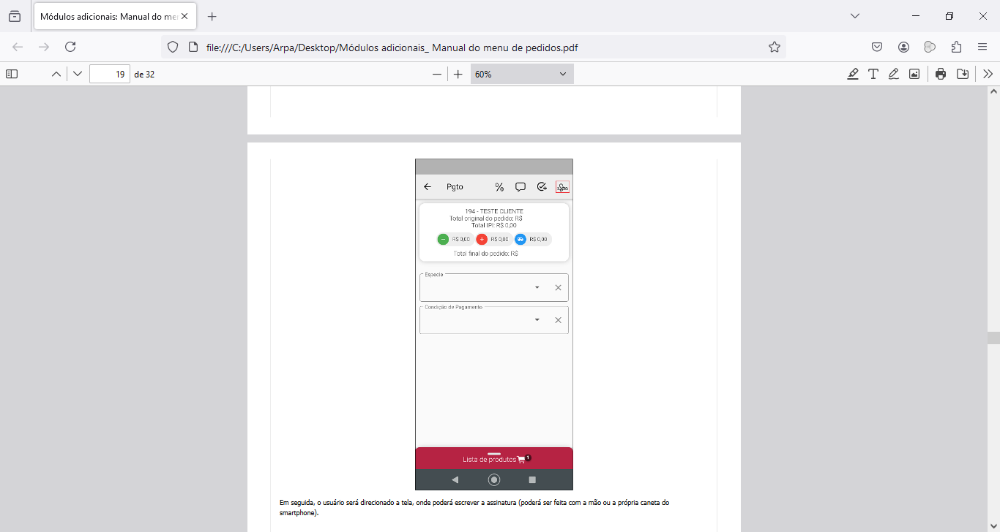 Módulos adicionais: Manual do me
file:///C:/Users/Arpa/Desktop/Módulos adicionais_ Manual do menu de pedidos.pdf
19 de 32
60%
Pgto
194 - TESTE CLIENTE
Total original do pedido: R$
Total IPI: R$ 0,00
R$ 0,00 R$ 0,00 R$ 0,00
Total final do pedido: R$
Especie
Condição de Pagamento
Lista de produtos 1
Em seguida, o usuário será direcionado a tela, onde poderá escrever a assinatura (poderá ser feita com a mão ou a própria caneta do
smartphone).